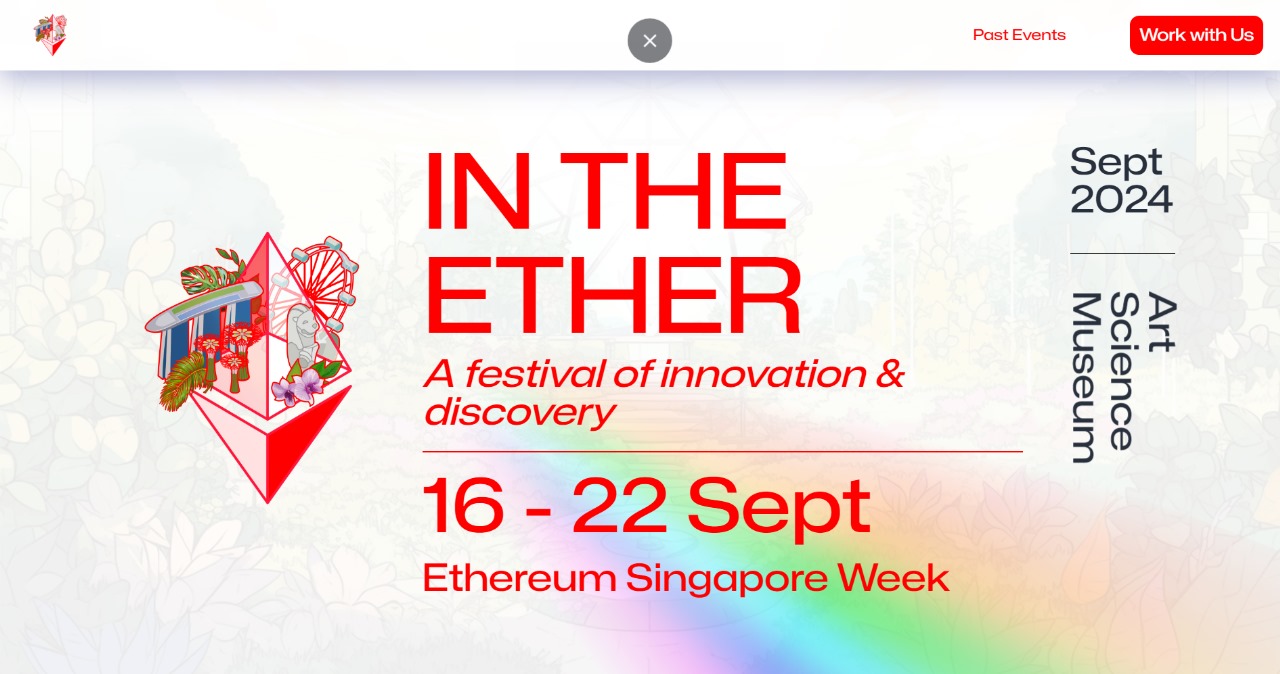 Past Events
Work with Us
IN THE
ETHER
A festival of innovation &
discovery
16 - 22 Sept
Ethereum Singapore Week
Sept
2024
Art
Science
Museum